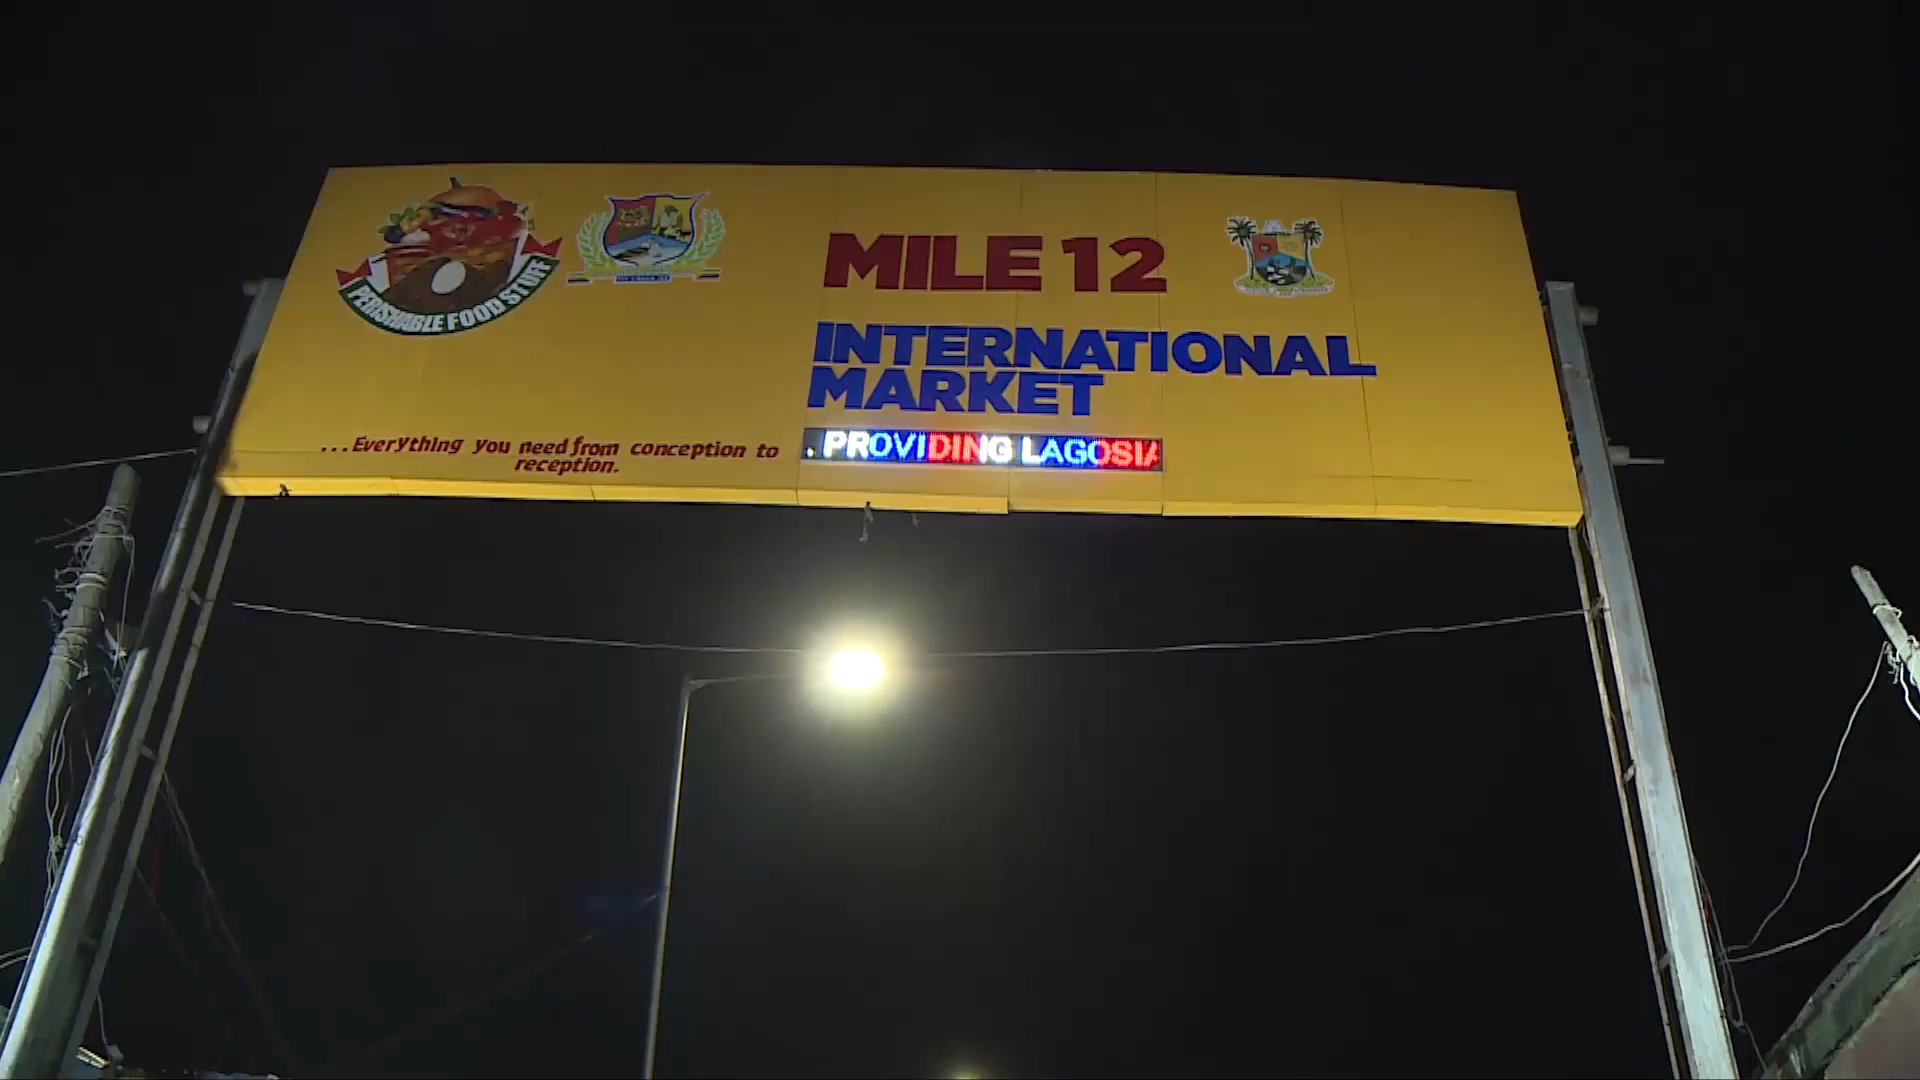 PERISHABLE FOOD STUFF
MILE 12
INTERNATIONAL
MARKET
...Everything you need from conception to
reception.
. PROVIDING LAGOSIA